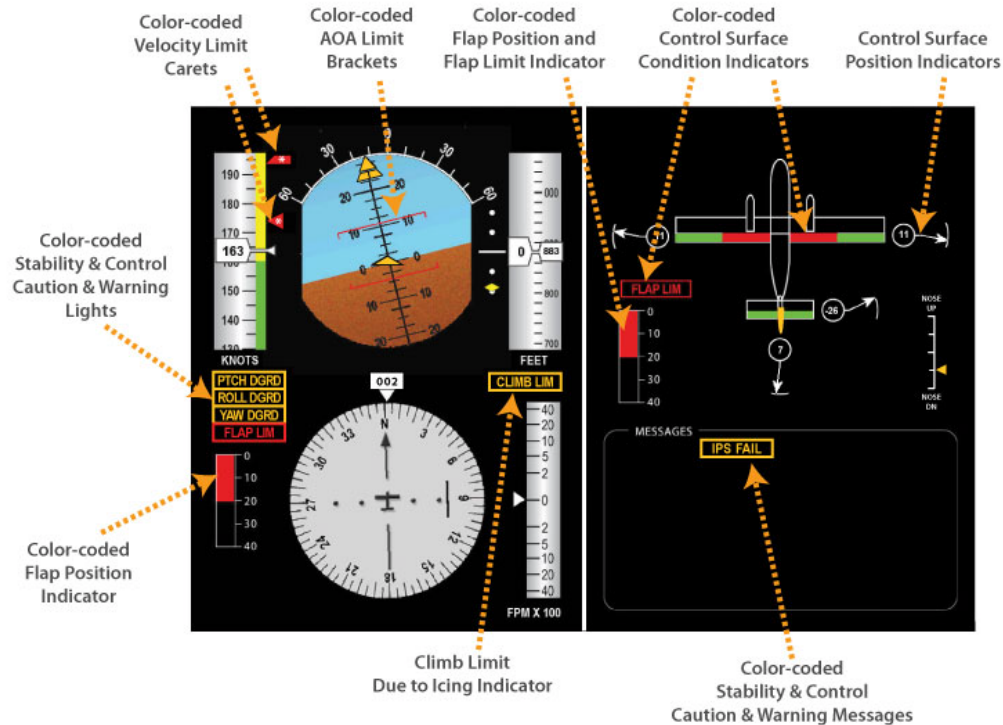 Color-coded
Velocity Limit
Carets
Color-coded
AOA Limit
Brackets
Color-coded
Flap Position and
Flap Limit Indicator
Color-coded
Control Surface
Condition Indicators
Control Surface
Position Indicators
Color-coded
Stability & Control
Caution & Warning
Lights
Color-coded
Flap Position
Indicator
190
180
170
163
160
150
140
130
KNOTS
60
30
0
30
60
20
20
10
10
0
0
10
10
20
20
000
0
883
800
700
FEET
PTCH DGRD
ROLL DGRD
YAW DGRD
FLAP LIM
0
10
20
30
40
002
N
3
6
9
12
15
18
21
24
27
30
33
CLIMB LIM
40
20
10
5
2
0
2
5
10
20
40
FPM X 100
11
FLAP LIM
0
10
20
30
40
-26
7
NOSE
UP
NOSE
DN
MESSAGES
IPS FAIL
Climb Limit
Due to Icing Indicator
Color-coded
Stability & Control
Caution & Warning Messages